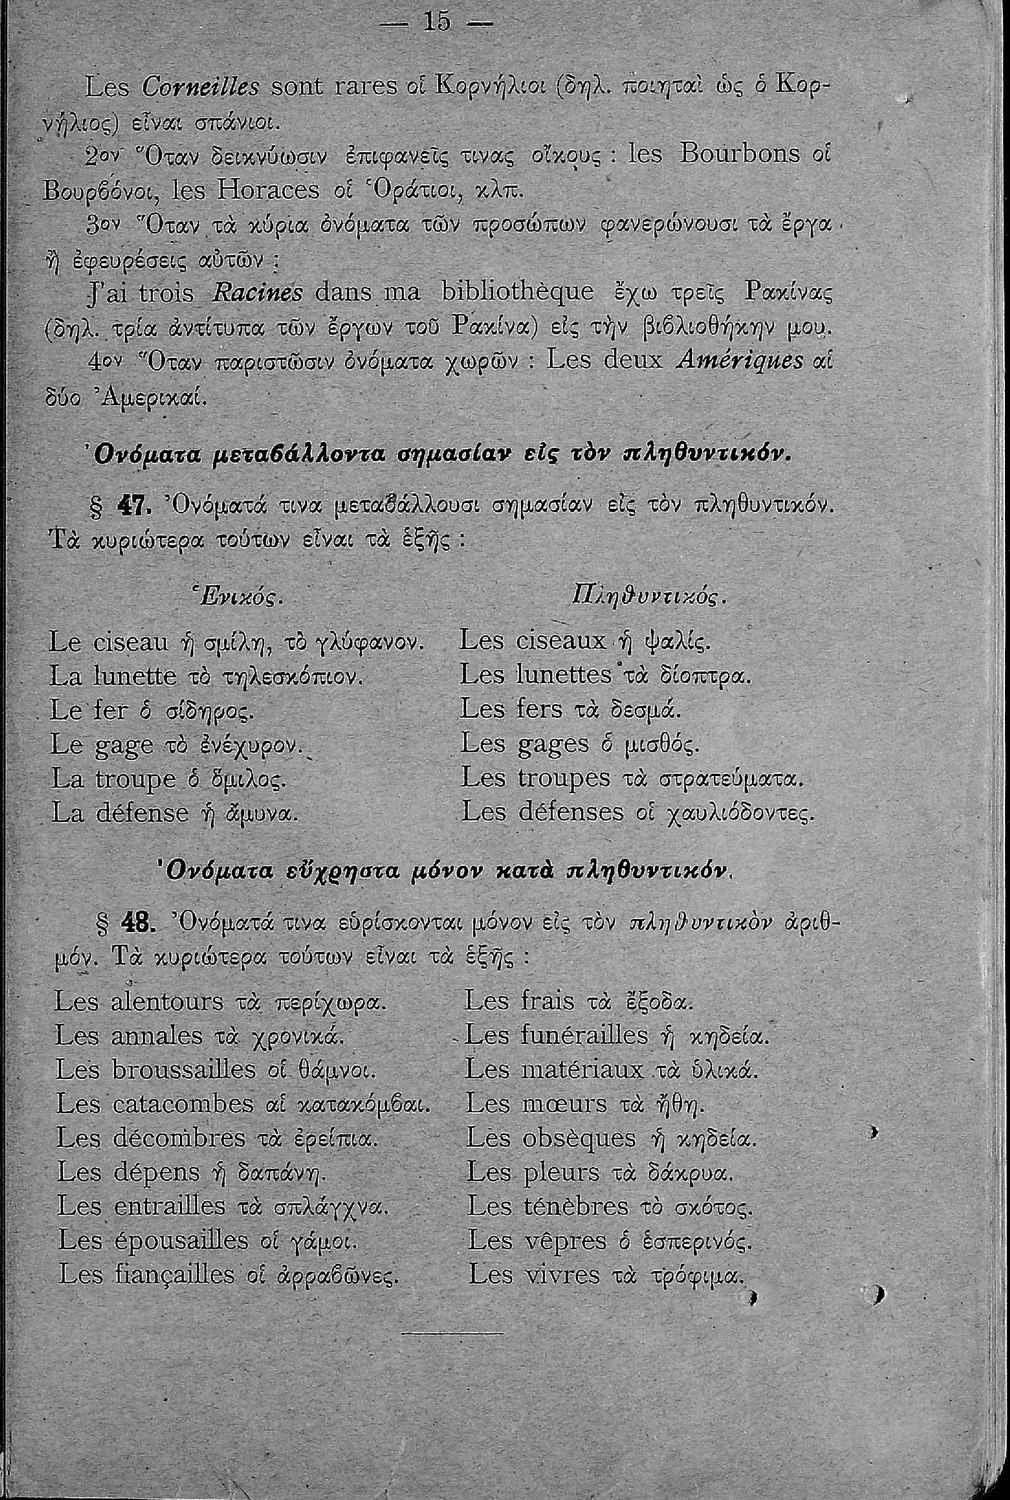 — 15 —
Les Corneilles sont rares οἱ Κορνήλιοι (δηλ. ποιηταὶ ὡς ὁ Κορ-
νήλιος) εἶναι σπάνιοι.
2ον Ὅταν δεικνύωσιν ἐπιφανεῖς τινας οἴκους : les Bourbons οἱ
Βουρβόνοι, les Horaces οἱ Ὁράτιοι, κλπ.
3ον Ὅταν τὰ κύρια ὀνόματα τῶν προσώπων φανερώνουσι τὰ ἔργα
ἢ ἐφευρέσεις αὐτῶν :
J'ai trois Racines dans ma bibliothèque ἔχω τρεῖς Ρακίνας
(δηλ. τρία ἀντίτυπα τῶν ἔργων τοῦ Ρακίνα) εἰς τὴν βιβλιοθήκην μου.
4ον Ὅταν παριστῶσιν ὀνόματα χωρῶν : Les deux Amériques αἱ
δύο Ἀμερικαί.
Ὀνόματα μεταβάλλοντα σημασίαν εἰς τὸν πληθυντικόν.
§ 47. Ὀνόματά τινα μεταβάλλουσι σημασίαν εἰς τὸν πληθυντικόν.
Τὰ κυριώτερα τούτων εἶναι τὰ ἑξῆς :
Ἑνικός. Πληθυντικός.
Le ciseau ἡ σμίλη, τὸ γλύφανον. Les ciseaux ἡ ψαλίς.
La lunette τὸ τηλεσκόπιον. Les lunettes τὰ δίοπτρα.
Le fer ὁ σίδηρος. Les fers τὰ δεσμά.
Le gage τὸ ἐνέχυρον. Les gages ὁ μισθός.
La troupe ὁ ὅμιλος. Les troupes τὰ στρατεύματα.
La défense ἡ ἄμυνα. Les défenses οἱ χαυλιόδοντες.
Ὀνόματα εὔχρηστα μόνον κατὰ πληθυντικόν.
§ 48. Ὀνόματά τινα εὑρίσκονται μόνον εἰς τὸν πληθυντικὸν ἀριθ-
μόν. Τὰ κυριώτερα τούτων εἶναι τὰ ἑξῆς :
Les alentours τὰ περίχωρα. Les frais τὰ ἔξοδα.
Les annales τὰ χρονικά. Les funérailles ἡ κηδεία.
Les broussailles οἱ θάμνοι. Les matériaux τὰ ὑλικά.
Les catacombes αἱ κατακόμβαι. Les mœurs τὰ ἤθη.
Les décombres τὰ ἐρείπια. Les obsèques ἡ κηδεία.
Les dépens ἡ δαπάνη. Les pleurs τὰ δάκρυα.
Les entrailles τὰ σπλάγχνα. Les ténèbres τὸ σκότος.
Les épousailles οἱ γάμοι. Les vêpres ὁ ἑσπερινός.
Les fiançailles οἱ ἀρραβῶνες. Les vivres τὰ τρόφιμα.